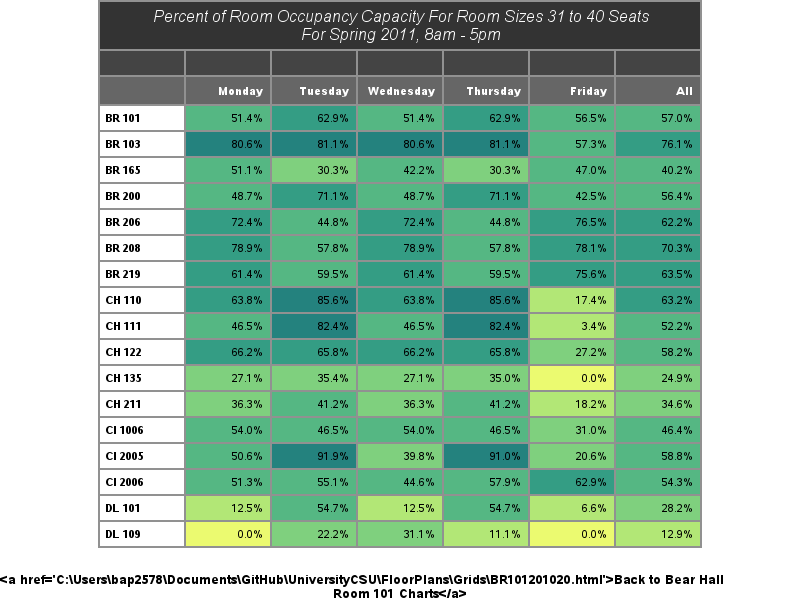 Percent of Room Occupancy Capacity For Room Sizes 31 to 40 Seats
For Spring 2011, 8am - 5pm
Monday Tuesday Wednesday Thursday Friday All
BR 101 51.4% 62.9% 51.4% 62.9% 56.5% 57.0%
BR 103 80.6% 81.1% 80.6% 81.1% 57.3% 76.1%
BR 165 51.1% 30.3% 42.2% 30.3% 47.0% 40.2%
BR 200 48.7% 71.1% 48.7% 71.1% 42.5% 56.4%
BR 206 72.4% 44.8% 72.4% 44.8% 76.5% 62.2%
BR 208 78.9% 57.8% 78.9% 57.8% 78.1% 70.3%
BR 219 61.4% 59.5% 61.4% 59.5% 75.6% 63.5%
CH 110 63.8% 85.6% 63.8% 85.6% 17.4% 63.2%
CH 111 46.5% 82.4% 46.5% 82.4% 3.4% 52.2%
CH 122 66.2% 65.8% 66.2% 65.8% 27.2% 58.2%
CH 135 27.1% 35.4% 27.1% 35.0% 0.0% 24.9%
CH 211 36.3% 41.2% 36.3% 41.2% 18.2% 34.6%
CI 1006 54.0% 46.5% 54.0% 46.5% 31.0% 46.4%
CI 2005 50.6% 91.9% 39.8% 91.0% 20.6% 58.8%
CI 2006 51.3% 55.1% 44.6% 57.9% 62.9% 54.3%
DL 101 12.5% 54.7% 12.5% 54.7% 6.6% 28.2%
DL 109 0.0% 22.2% 31.1% 11.1% 0.0% 12.9%
<a href='C:\Users\bap2578\Documents\GitHub\UniversityCSU\FloorPlans\Grids\BR101201020.html'>Back to Bear Hall
Room 101 Charts</a>